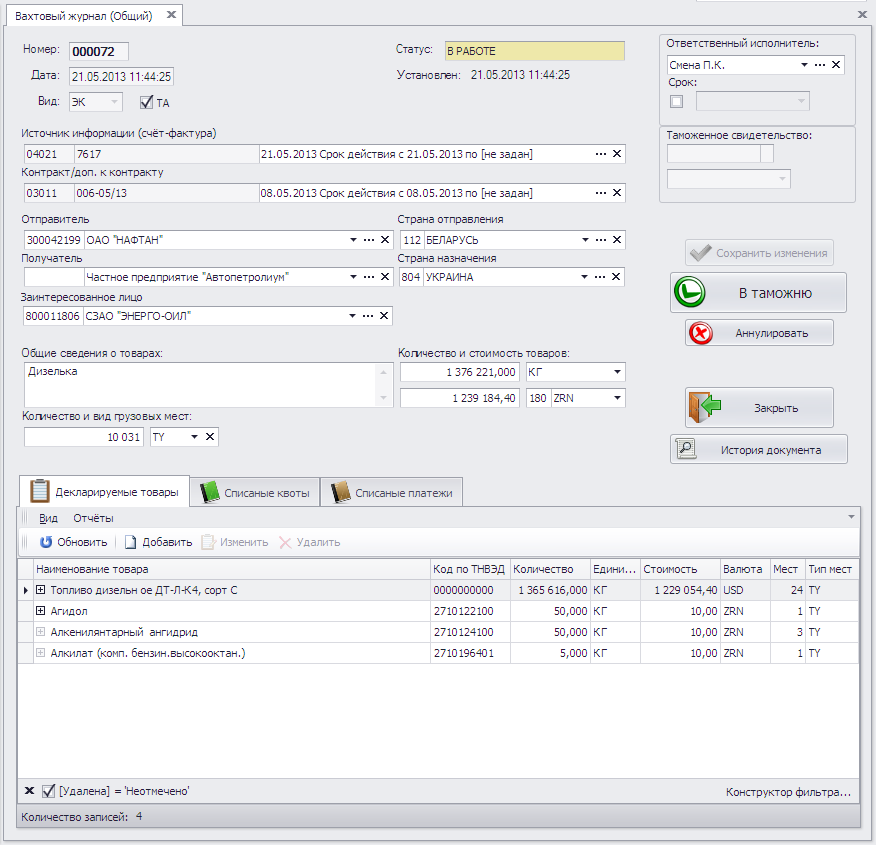 Вахтовый журнал (Общий)
Номер: 000072
Статус: В РАБОТЕ
Ответственный исполнитель:
Смена П.К.
Дата: 21.05.2013 11:44:25
Установлен: 21.05.2013 11:44:25
Срок:
Вид: ЭК ТА
Источник информации (счёт-фактура)
Таможенное свидетельство:
04021 7617 21.05.2013 Срок действия с 21.05.2013 по [не задан]
Контракт/доп. к контракту
03011 006-05/13 08.05.2013 Срок действия с 08.05.2013 по [не задан]
Отправитель Страна отправления
300042199 ОАО "НАФТАН" 112 БЕЛАРУСЬ
Сохранить изменения
Получатель Страна назначения
Частное предприятие "Автопетролиум" 804 УКРАИНА
В таможню
Заинтересованное лицо
800011806 СЗАО "ЭНЕРГО-ОИЛ"
Аннулировать
Общие сведения о товарах: Количество и стоимость товаров:
Дизелька 1 376 221,000 КГ
1 239 184,40 180 ZRN
Закрыть
Количество и вид грузовых мест:
10 031 TY
История документа
Декларируемые товары Списаные квоты Списаные платежи
Вид Отчёты
Обновить Добавить Изменить Удалить
Наименование товара Код по ТНВЭД Количество Едини... Стоимость Валюта Мест Тип мест
Топливо дизельн ое ДТ-Л-К4, сорт С 0000000000 1 365 616,000 КГ 1 229 054,40 USD 24 TY
Агидол 2710122100 50,000 КГ 10,00 ZRN 1 TY
Алкенилянтарный ангидрид 2710124100 50,000 КГ 10,00 ZRN 3 TY
Алкилат (комп. бензин.высокооктан.) 2710196401 5,000 КГ 10,00 ZRN 1 TY
[Удалена] = 'Неотмечено' Конструктор фильтра...
Количество записей: 4